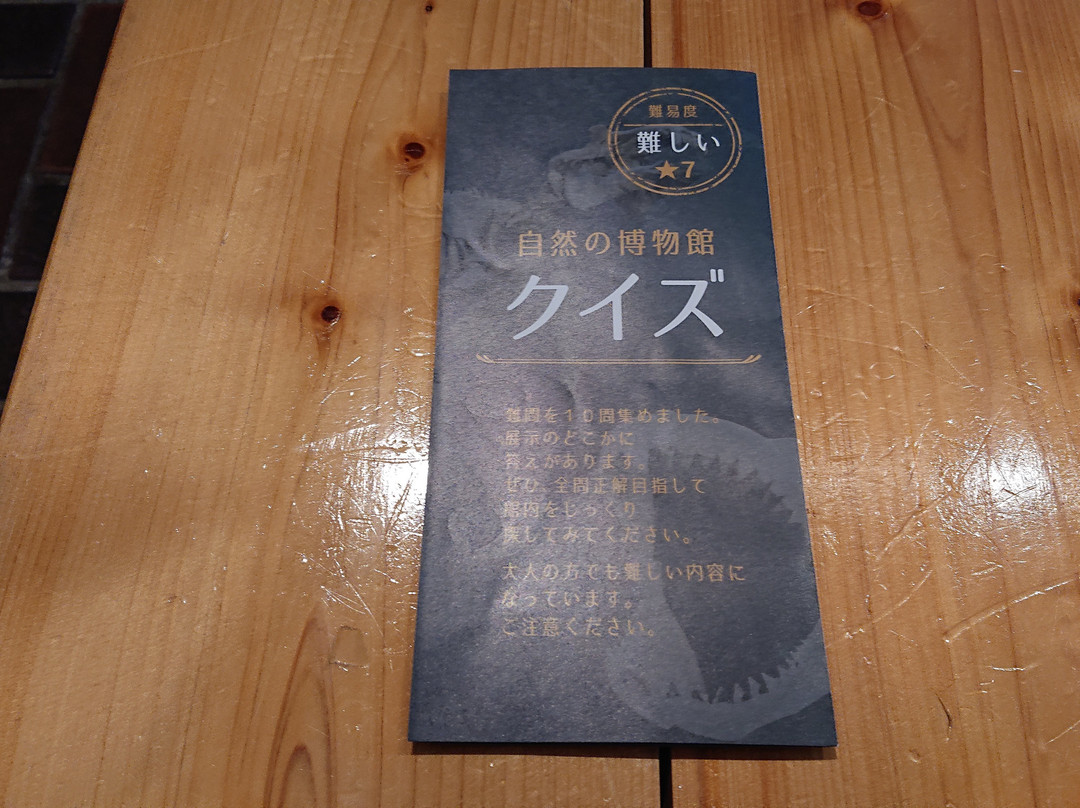 難易度
難しい
★7
自然の博物館
クイズ
難問を１０問集めました。
展示のどこかに
答えがあります。
ぜひ、全問正解目指して
館内をじっくり
探してみてください。
大人の方でも難しい内容に
なっています。
ご注意ください。